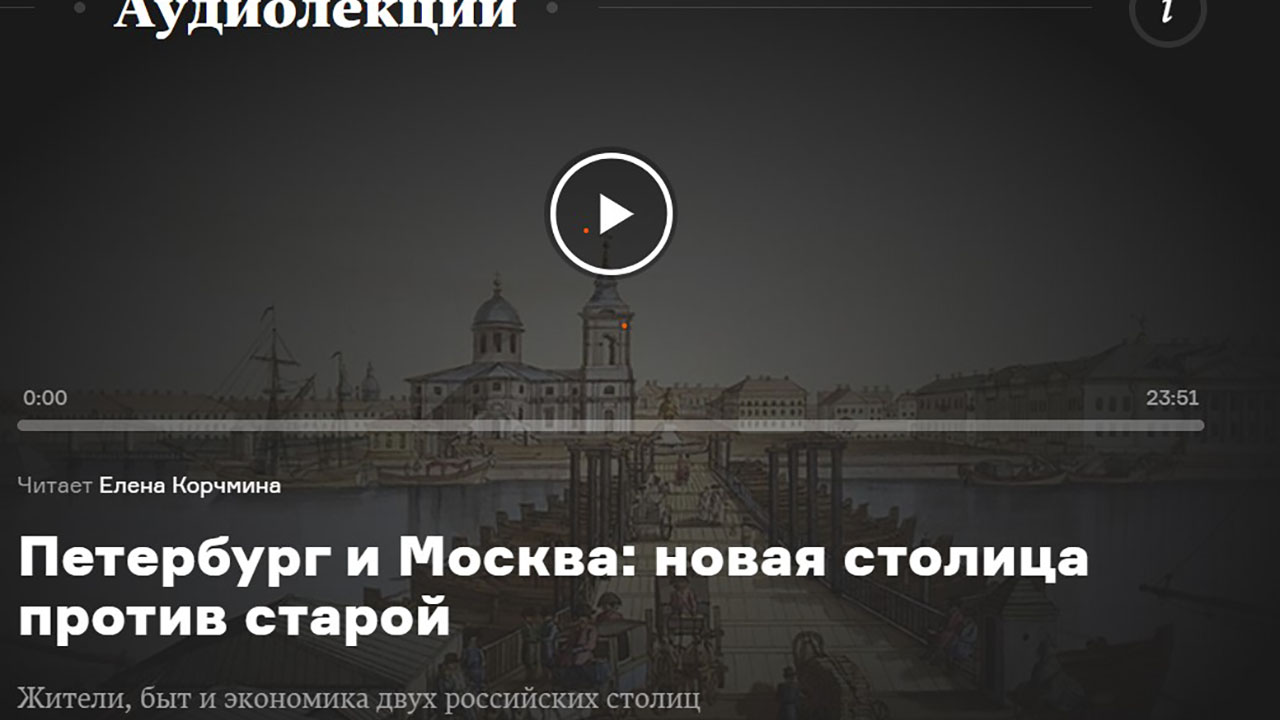 Аудиолекции
i
0:00
23:51
Читает Елена Корчмина
Петербург и Москва: новая столица
против старой
Жители, быт и экономика двух российских столиц